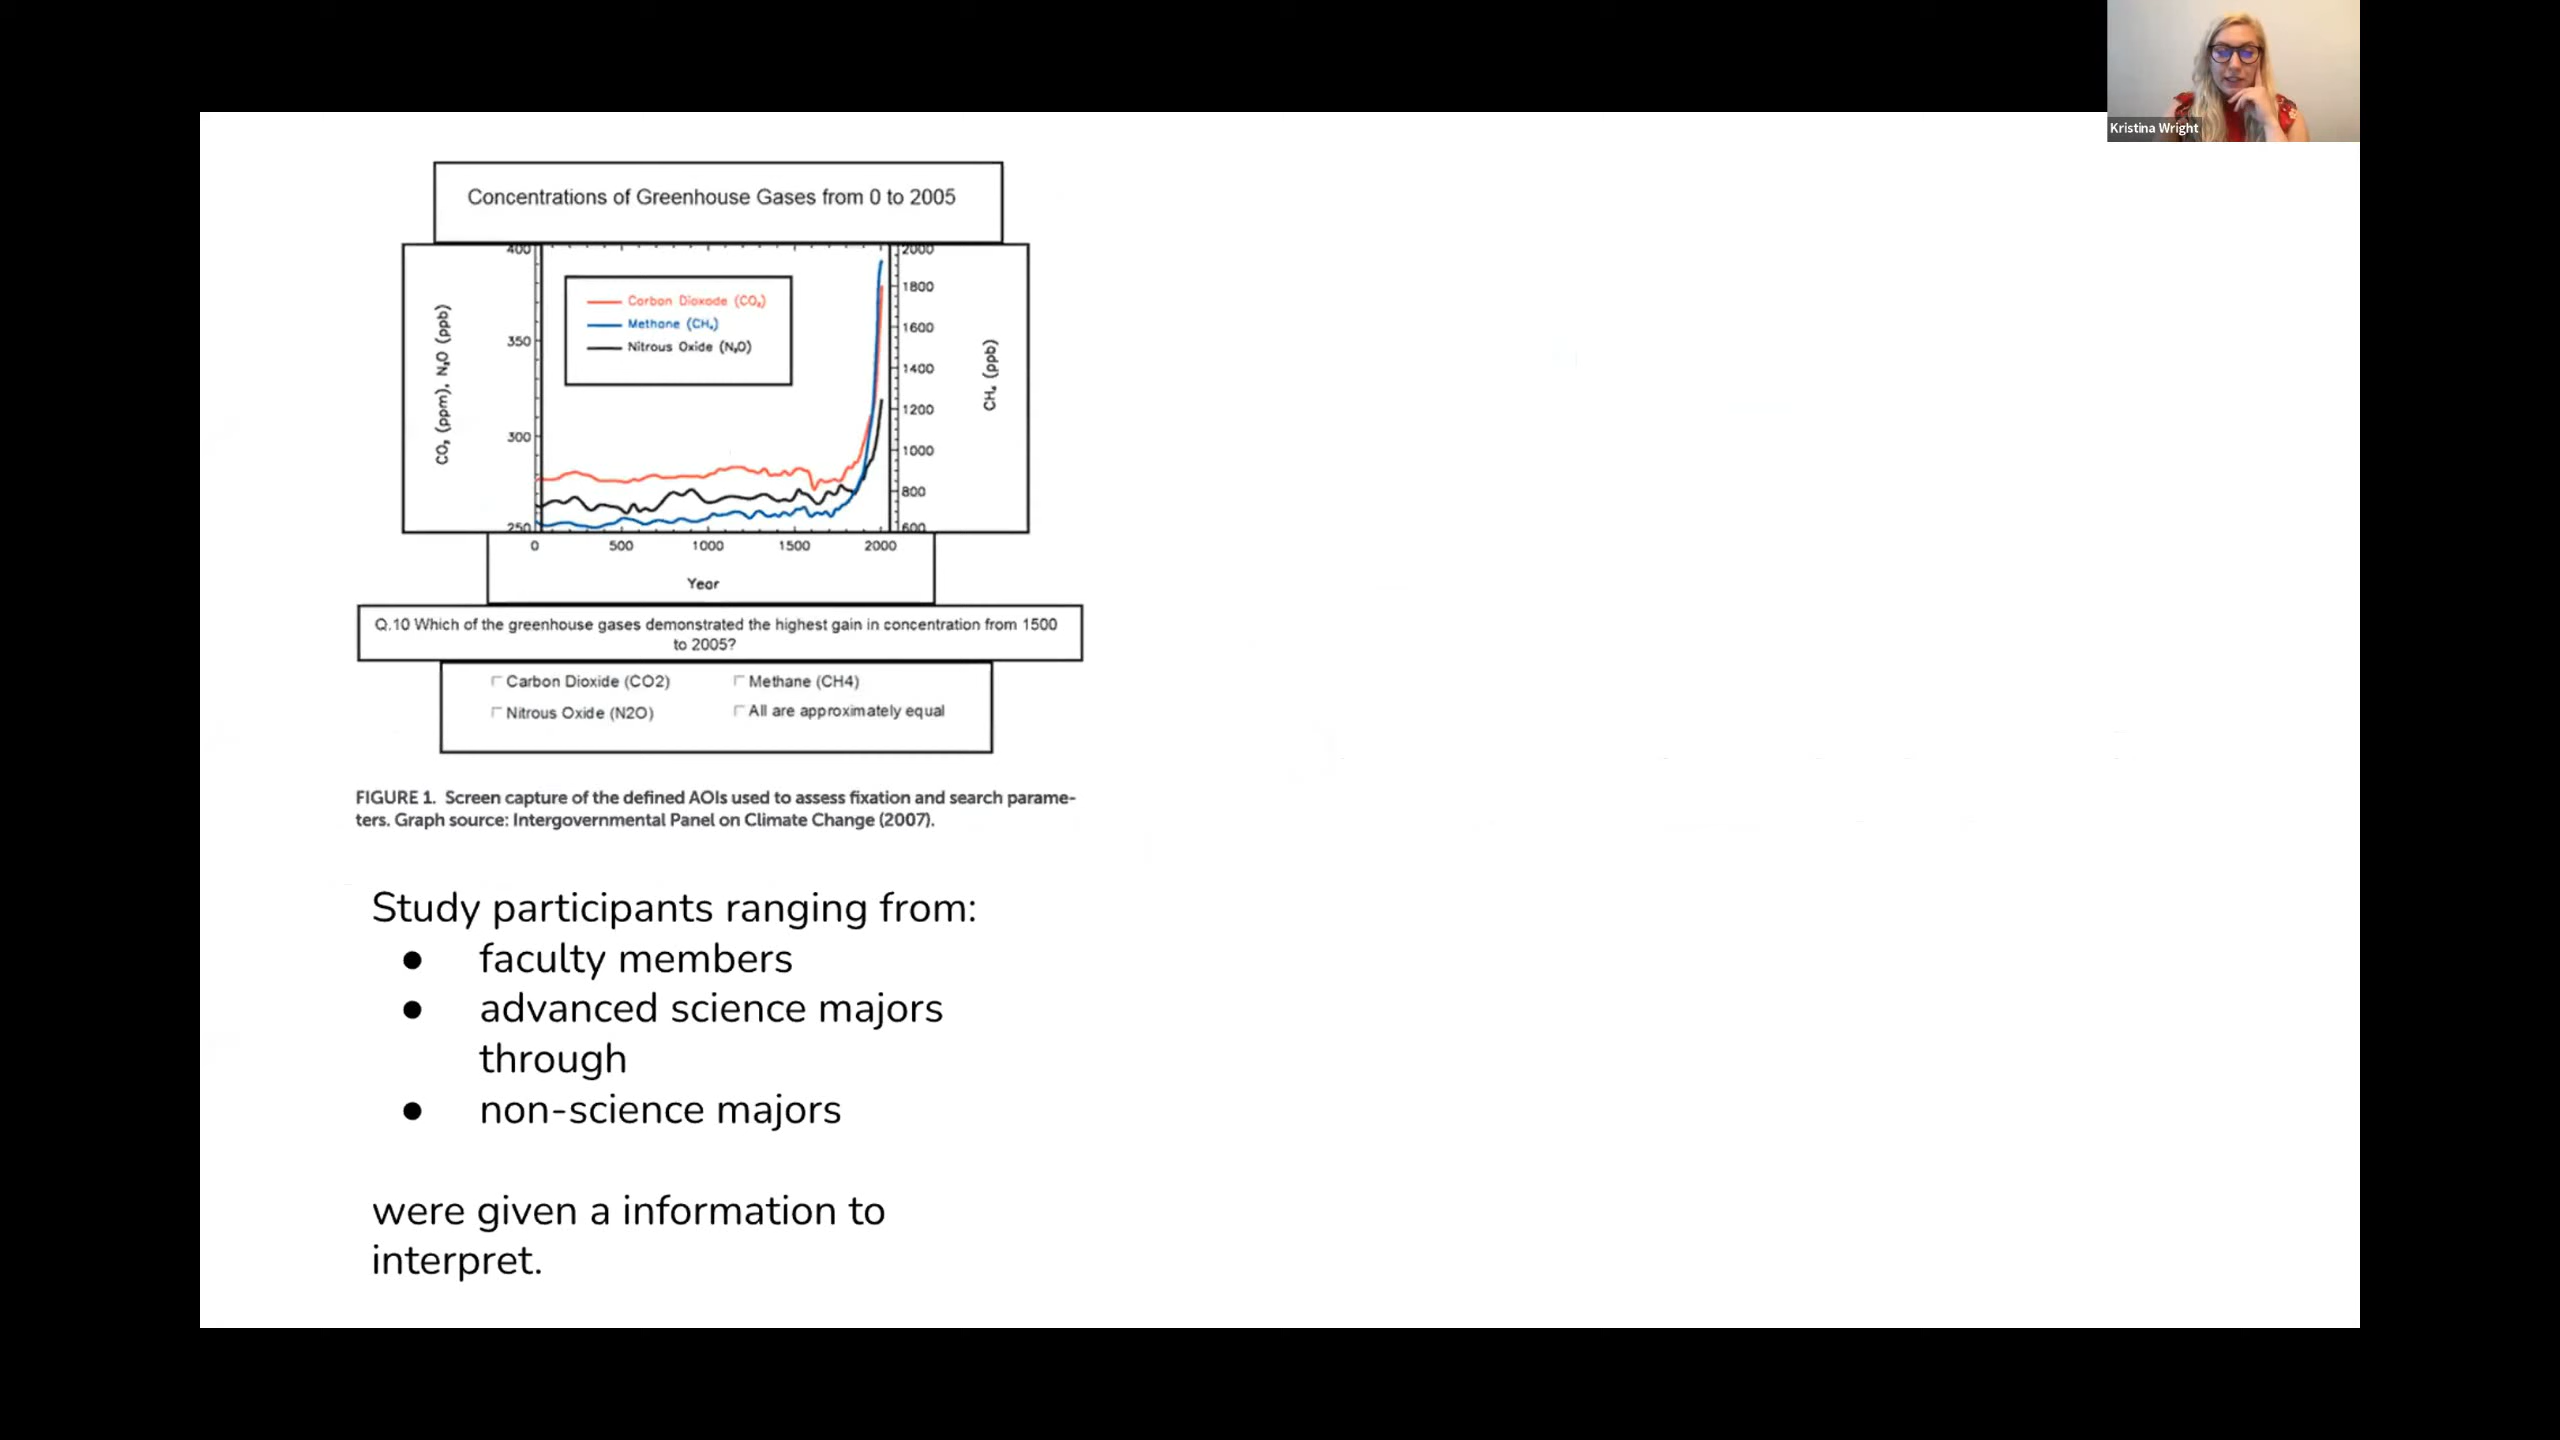 Kristina Wright
Concentrations of Greenhouse Gases from 0 to 2005
400
350
300
250
CO₂ (ppm), N₂O (ppb)
Carbon Dioxode (CO₂)
Methane (CH₄)
Nitrous Oxide (N₂O)
2000
1800
1600
1400
1200
1000
800
600
CH₄ (ppb)
0 500 1000 1500 2000
Year
Q.10 Which of the greenhouse gases demonstrated the highest gain in concentration from 1500
to 2005?
Carbon Dioxide (CO2) Methane (CH4)
Nitrous Oxide (N2O) All are approximately equal
FIGURE 1. Screen capture of the defined AOIs used to assess fixation and search parame-
ters. Graph source: Intergovernmental Panel on Climate Change (2007).
Study participants ranging from:
● faculty members
● advanced science majors
through
● non-science majors
were given a information to
interpret.